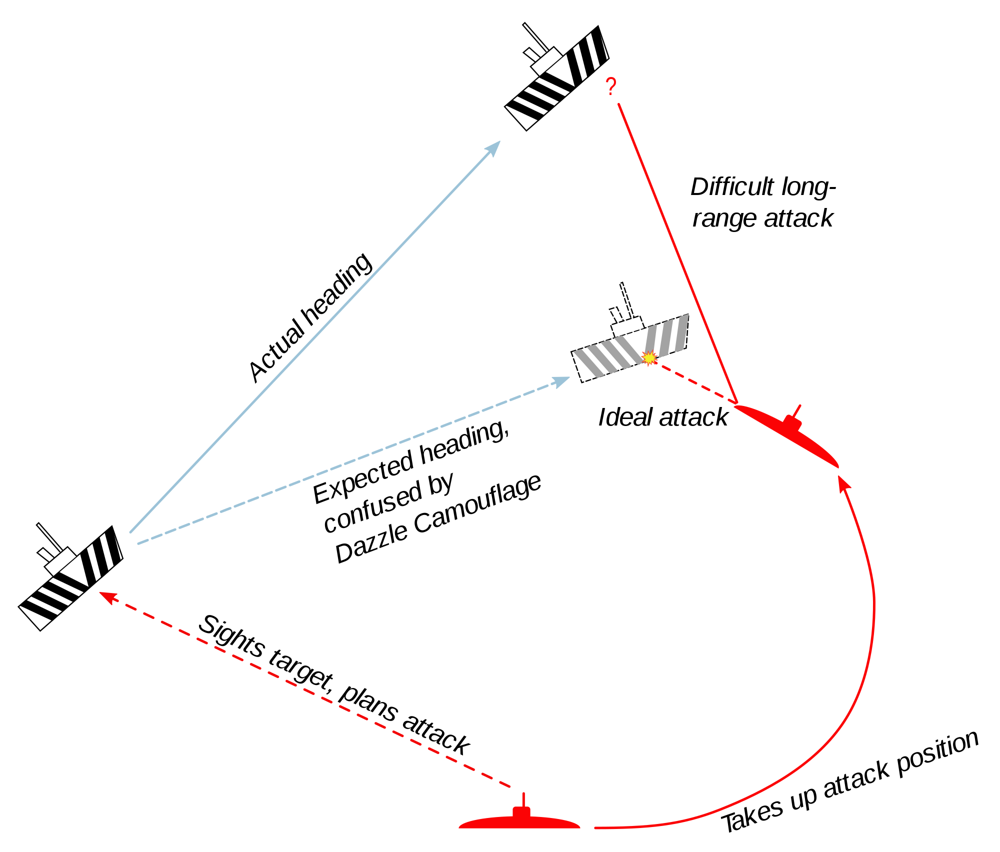 ?
Difficult long-
range attack
Actual heading
Ideal attack
Expected heading,
confused by
Dazzle Camouflage
Sights target, plans attack
Takes up attack position